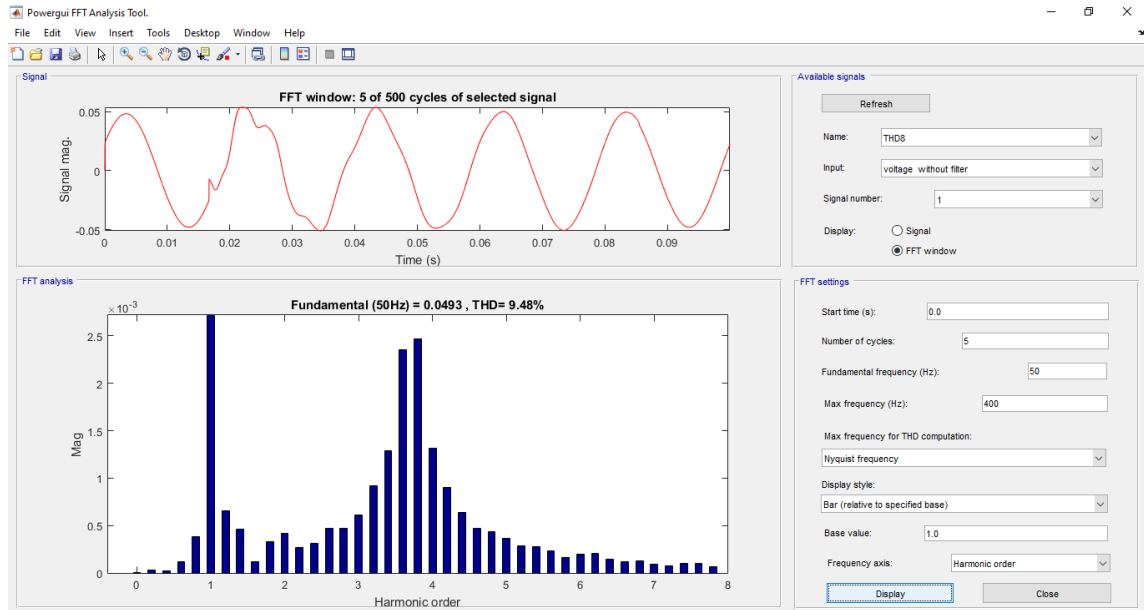 Powergui FFT Analysis Tool.
File Edit View Insert Tools Desktop Window Help
Signal
FFT window: 5 of 500 cycles of selected signal
0.05
0
-0.05
Signal mag.
0 0.01 0.02 0.03 0.04 0.05 0.06 0.07 0.08 0.09
Time (s)
FFT analysis
×10-3
Fundamental (50Hz) = 0.0493 , THD= 9.48%
2.5
2
1.5
1
0.5
0
Mag
0 1 2 3 4 5 6 7 8
Harmonic order
Available signals
Refresh
Name: THD8
Input: voltage without filter
Signal number: 1
Display: Signal
FFT window
FFT settings
Start time (s): 0.0
Number of cycles: 5
Fundamental frequency (Hz): 50
Max frequency (Hz): 400
Max frequency for THD computation:
Nyquist frequency
Display style:
Bar (relative to specified base)
Base value: 1.0
Frequency axis: Harmonic order
Display Close